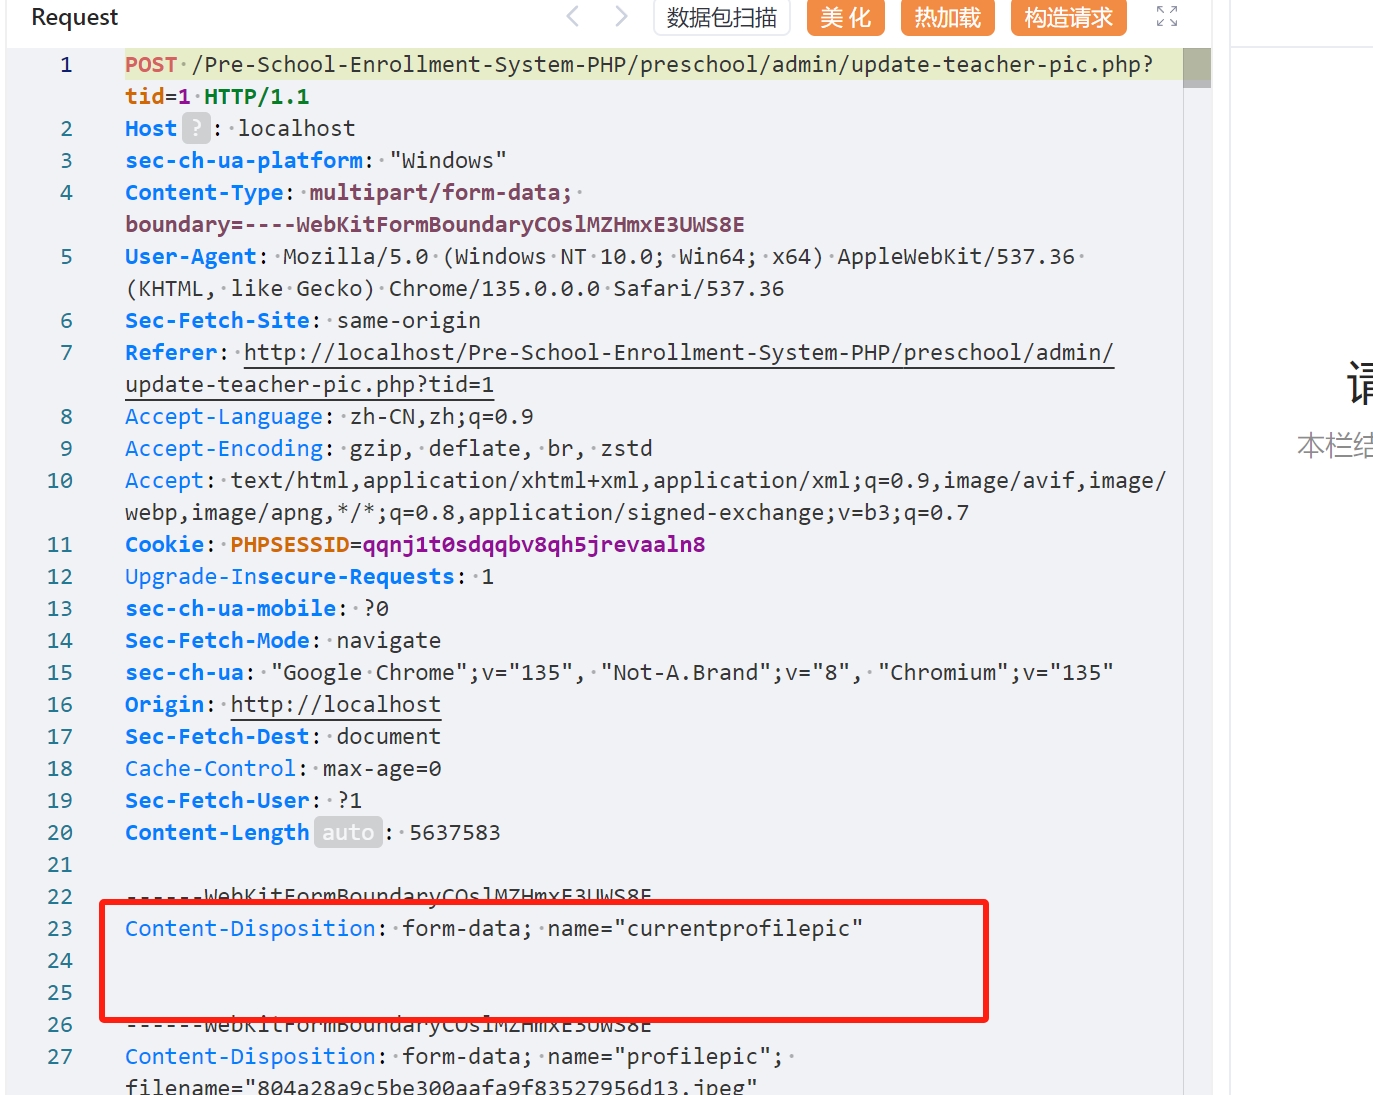 Request
数据包扫描
美 化
热加载
构造请求
1 POST /Pre-School-Enrollment-System-PHP/preschool/admin/update-teacher-pic.php?
tid=1 HTTP/1.1
2 Host ? : localhost
3 sec-ch-ua-platform: "Windows"
4 Content-Type: multipart/form-data;
boundary=----WebKitFormBoundaryCOslMZHmxE3UWS8E
5 User-Agent: Mozilla/5.0 (Windows NT 10.0; Win64; x64) AppleWebKit/537.36
(KHTML, like Gecko) Chrome/135.0.0.0 Safari/537.36
6 Sec-Fetch-Site: same-origin
7 Referer: http://localhost/Pre-School-Enrollment-System-PHP/preschool/admin/
update-teacher-pic.php?tid=1
8 Accept-Language: zh-CN,zh;q=0.9
9 Accept-Encoding: gzip, deflate, br, zstd
10 Accept: text/html,application/xhtml+xml,application/xml;q=0.9,image/avif,image/
webp,image/apng,*/*;q=0.8,application/signed-exchange;v=b3;q=0.7
11 Cookie: PHPSESSID=qqnj1t0sdqqbv8qh5jrevaaln8
12 Upgrade-Insecure-Requests: 1
13 sec-ch-ua-mobile: ?0
14 Sec-Fetch-Mode: navigate
15 sec-ch-ua: "Google Chrome";v="135", "Not-A.Brand";v="8", "Chromium";v="135"
16 Origin: http://localhost
17 Sec-Fetch-Dest: document
18 Cache-Control: max-age=0
19 Sec-Fetch-User: ?1
20 Content-Length auto : 5637583
21
22 ------WebKitFormBoundaryCOslMZHmxE3UWS8E
23 Content-Disposition: form-data; name="currentprofilepic"
24
25
26 ------WebKitFormBoundaryCOslMZHmxE3UWS8E
27 Content-Disposition: form-data; name="profilepic";
filename="804a28a9c5be300aafa9f83527956d13.jpeg"
请
本栏结